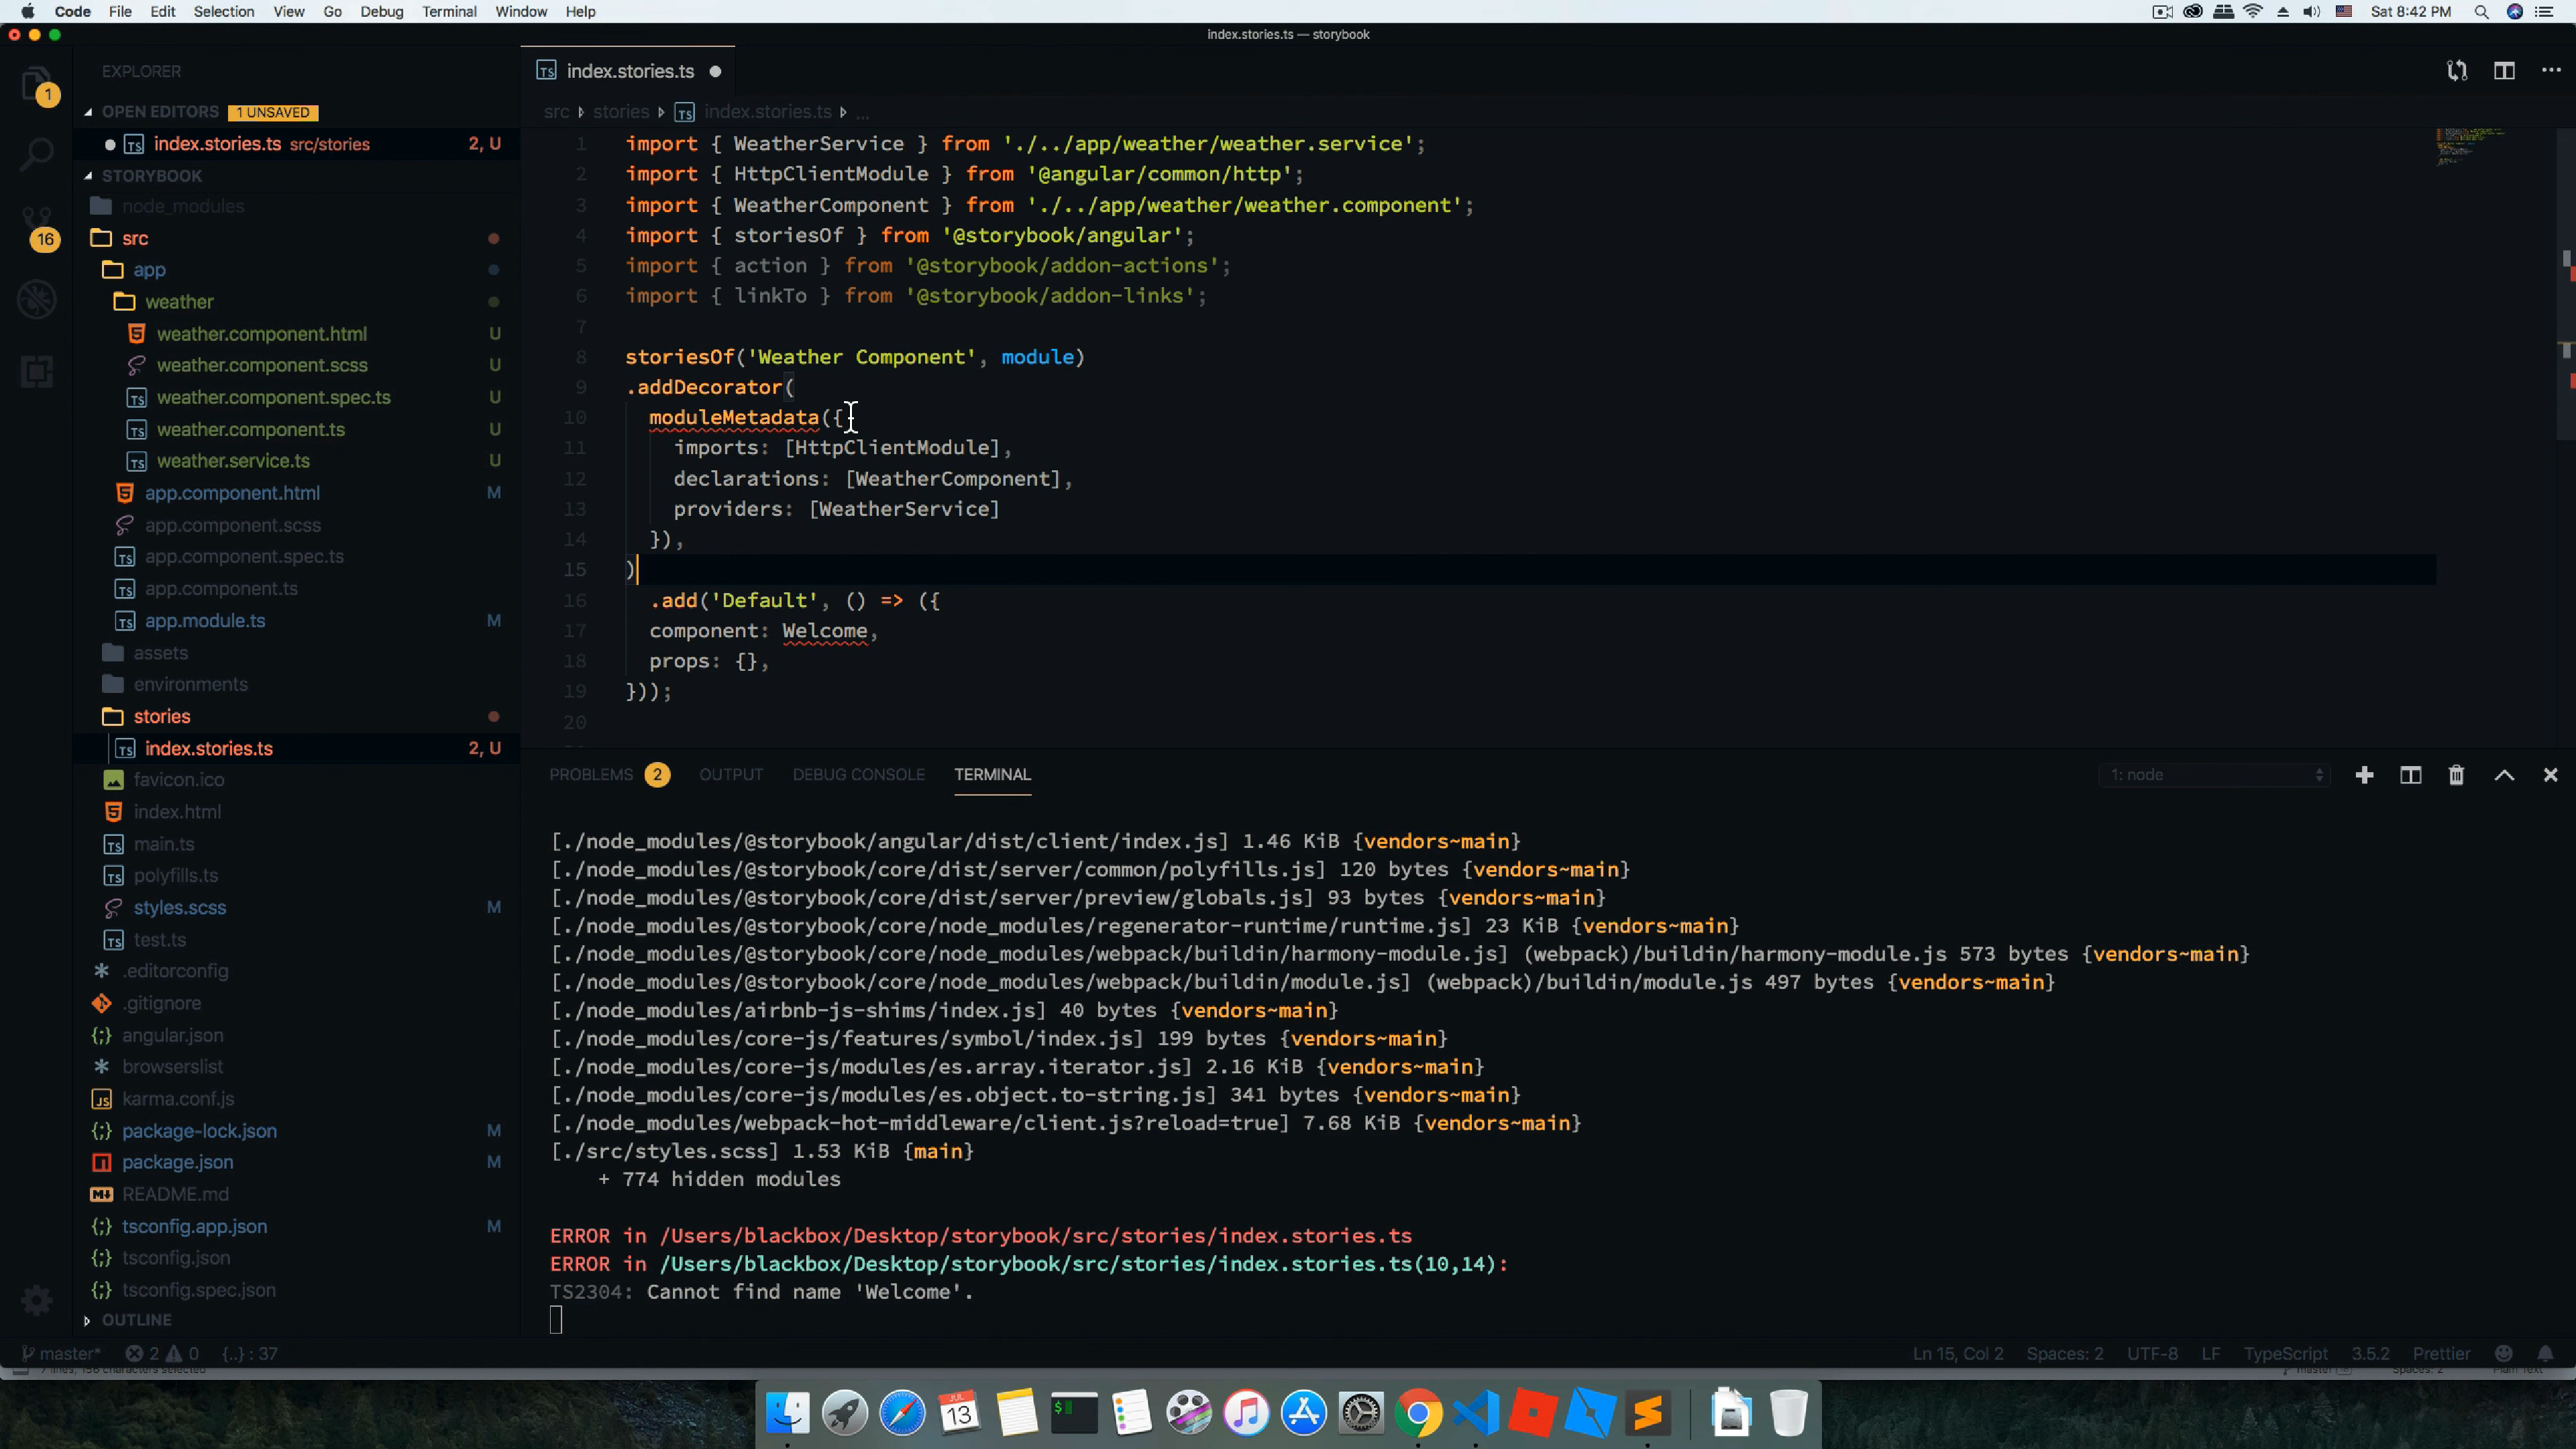 Code File Edit Selection View Go Debug Terminal Window Help Sat 8:42 PM
index.stories.ts — storybook
EXPLORER
OPEN EDITORS 1 UNSAVED
index.stories.ts src/stories 2, U
STORYBOOK
node_modules
src
app
weather
weather.component.html U
weather.component.scss U
weather.component.spec.ts U
weather.component.ts U
weather.service.ts U
app.component.html M
app.component.scss
app.component.spec.ts
app.component.ts
app.module.ts M
assets
environments
stories
index.stories.ts 2, U
favicon.ico
index.html
main.ts
polyfills.ts
styles.scss M
test.ts
.editorconfig
.gitignore
angular.json
browserslist
karma.conf.js
package-lock.json M
package.json M
README.md
tsconfig.app.json M
tsconfig.json
tsconfig.spec.json
OUTLINE
1
16
index.stories.ts
src stories index.stories.ts ...
1 import { WeatherService } from './../app/weather/weather.service';
2 import { HttpClientModule } from '@angular/common/http';
3 import { WeatherComponent } from './../app/weather/weather.component';
4 import { storiesOf } from '@storybook/angular';
5 import { action } from '@storybook/addon-actions';
6 import { linkTo } from '@storybook/addon-links';
7
8 storiesOf('Weather Component', module)
9 .addDecorator(
10 moduleMetadata({
11 imports: [HttpClientModule],
12 declarations: [WeatherComponent],
13 providers: [WeatherService]
14 }),
15 )
16 .add('Default', () => ({
17 component: Welcome,
18 props: {},
19 }));
20
PROBLEMS 2 OUTPUT DEBUG CONSOLE TERMINAL 1: node
[./node_modules/@storybook/angular/dist/client/index.js] 1.46 KiB {vendors~main}
[./node_modules/@storybook/core/dist/server/common/polyfills.js] 120 bytes {vendors~main}
[./node_modules/@storybook/core/dist/server/preview/globals.js] 93 bytes {vendors~main}
[./node_modules/@storybook/core/node_modules/regenerator-runtime/runtime.js] 23 KiB {vendors~main}
[./node_modules/@storybook/core/node_modules/webpack/buildin/harmony-module.js] (webpack)/buildin/harmony-module.js 573 bytes {vendors~main}
[./node_modules/@storybook/core/node_modules/webpack/buildin/module.js] (webpack)/buildin/module.js 497 bytes {vendors~main}
[./node_modules/airbnb-js-shims/index.js] 40 bytes {vendors~main}
[./node_modules/core-js/features/symbol/index.js] 199 bytes {vendors~main}
[./node_modules/core-js/modules/es.array.iterator.js] 2.16 KiB {vendors~main}
[./node_modules/core-js/modules/es.object.to-string.js] 341 bytes {vendors~main}
[./node_modules/webpack-hot-middleware/client.js?reload=true] 7.68 KiB {vendors~main}
[./src/styles.scss] 1.53 KiB {main}
+ 774 hidden modules
ERROR in /Users/blackbox/Desktop/storybook/src/stories/index.stories.ts
ERROR in /Users/blackbox/Desktop/storybook/src/stories/index.stories.ts(10,14):
TS2304: Cannot find name 'Welcome'.
master* 2 0 {..} : 37 Ln 15, Col 2 Spaces: 2 UTF-8 LF TypeScript 3.5.2 Prettier
JUL
13